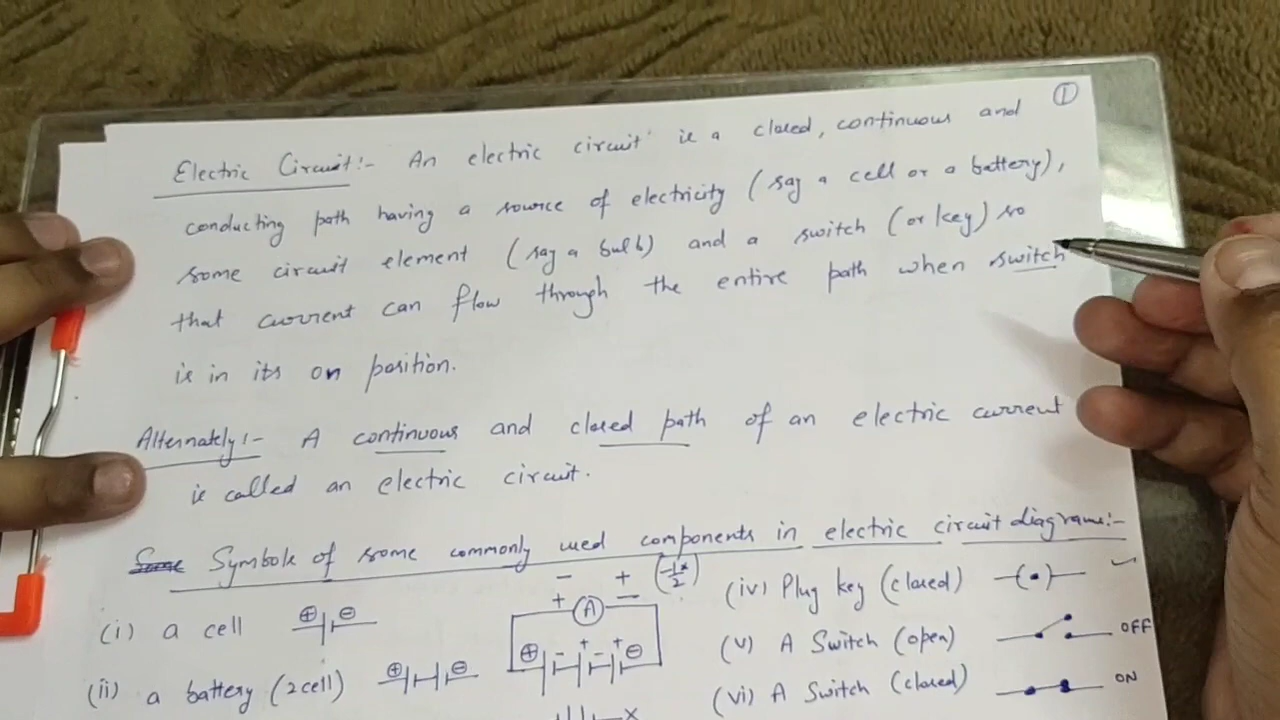 ①
Electric Circuit:- An electric circuit is a closed, continuous and
conducting path having a source of electricity (say a cell or a battery),
some circuit element (say a bulb) and a switch (or key) so
that current can flow through the entire path when switch
is in its on position.
Alternately:- A continuous and closed path of an electric current
is called an electric circuit.
Some Symbols of some commonly used components in electric circuit diagrams:-
(i) a cell ⊕ ⊖
(ii) a battery (2cell) ⊕ ⊖
- +
+ A -
⊕ - + - + ⊖
x
(iv) Plug key (closed)
(v) A Switch (open) OFF
(vi) A Switch (closed) ON